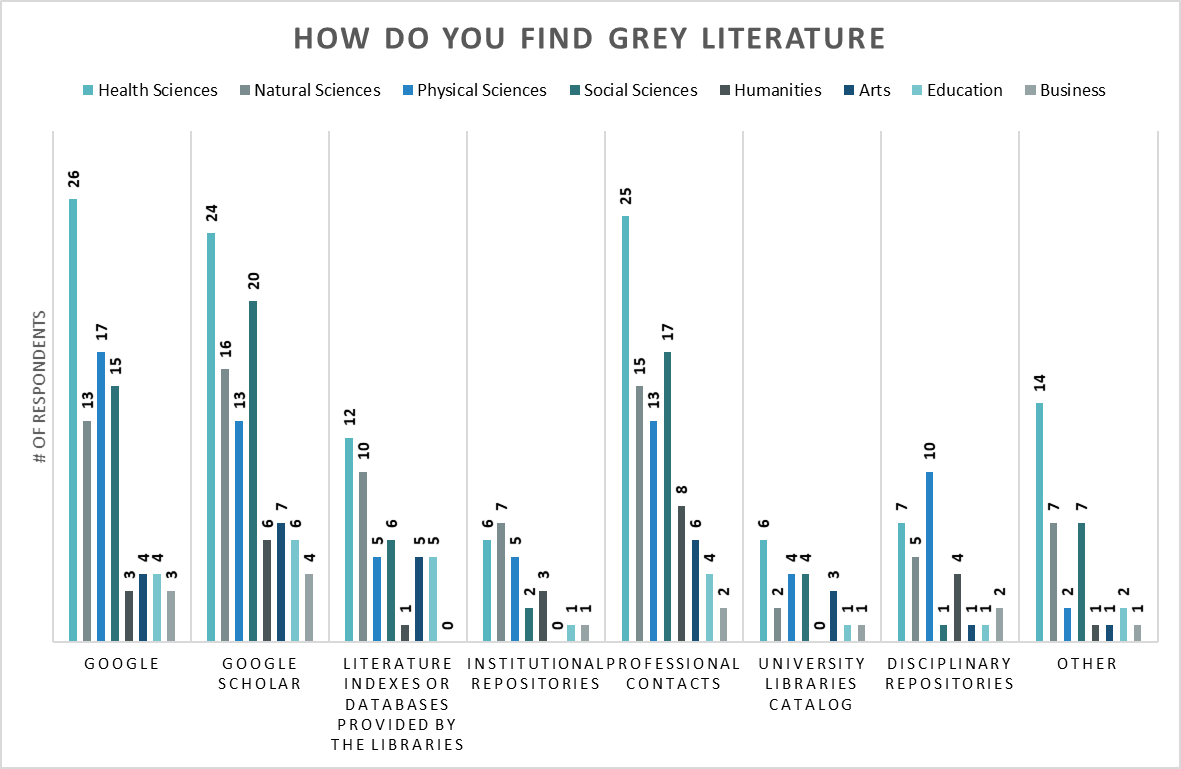 HOW DO YOU FIND GREY LITERATURE
Health Sciences Natural Sciences Physical Sciences Social Sciences Humanities Arts Education Business
# OF RESPONDENTS
26 13 17 15 3 4 4 3
24 16 13 20 6 7 6 4
12 10 5 6 1 5 5 0
6 7 5 2 3 0 1 1
25 15 13 17 8 6 4 2
6 2 4 4 0 3 1 1
7 5 10 1 4 1 1 2
14 7 2 7 1 1 2 1
GOOGLE
GOOGLE
SCHOLAR
LITERATURE
INDEXES OR
DATABASES
PROVIDED BY
THE LIBRARIES
INSTITUTIONAL
REPOSITORIES
PROFESSIONAL
CONTACTS
UNIVERSITY
LIBRARIES
CATALOG
DISCIPLINARY
REPOSITORIES
OTHER